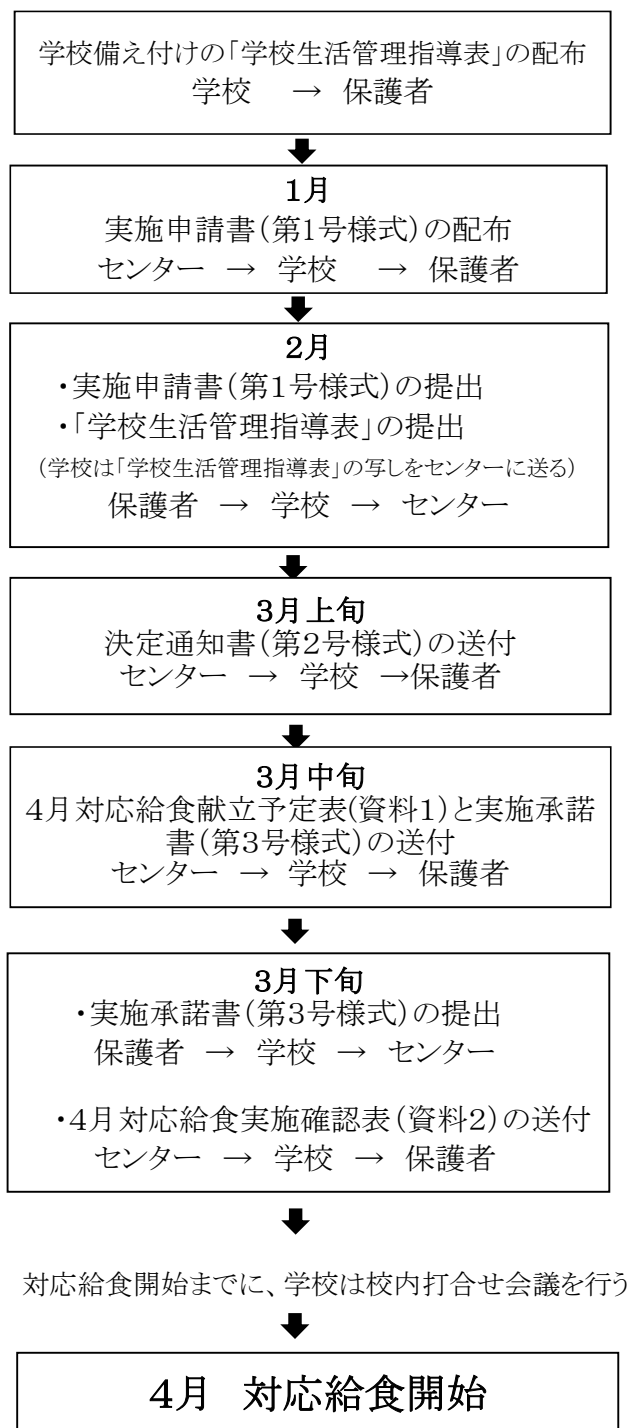 学校備え付けの「学校生活管理指導表」の配布
学校　→　保護者
1月
実施申請書(第1号様式)の配布
センター　→　学校　→　保護者
2月
・実施申請書(第1号様式)の提出
・「学校生活管理指導表」の提出
(学校は「学校生活管理指導表」の写しをセンターに送る)
保護者　→　学校　→　センター
3月上旬
決定通知書(第2号様式)の送付
センター　→　学校　→保護者
3月中旬
4月対応給食献立予定表(資料1)と実施承諾
書(第3号様式)の送付
センター　→　学校　→　保護者
3月下旬
・実施承諾書(第3号様式)の提出
保護者　→　学校　→　センター
・4月対応給食実施確認表(資料2)の送付
センター　→　学校　→　保護者
対応給食開始までに、学校は校内打合せ会議を行う
4月　対応給食開始